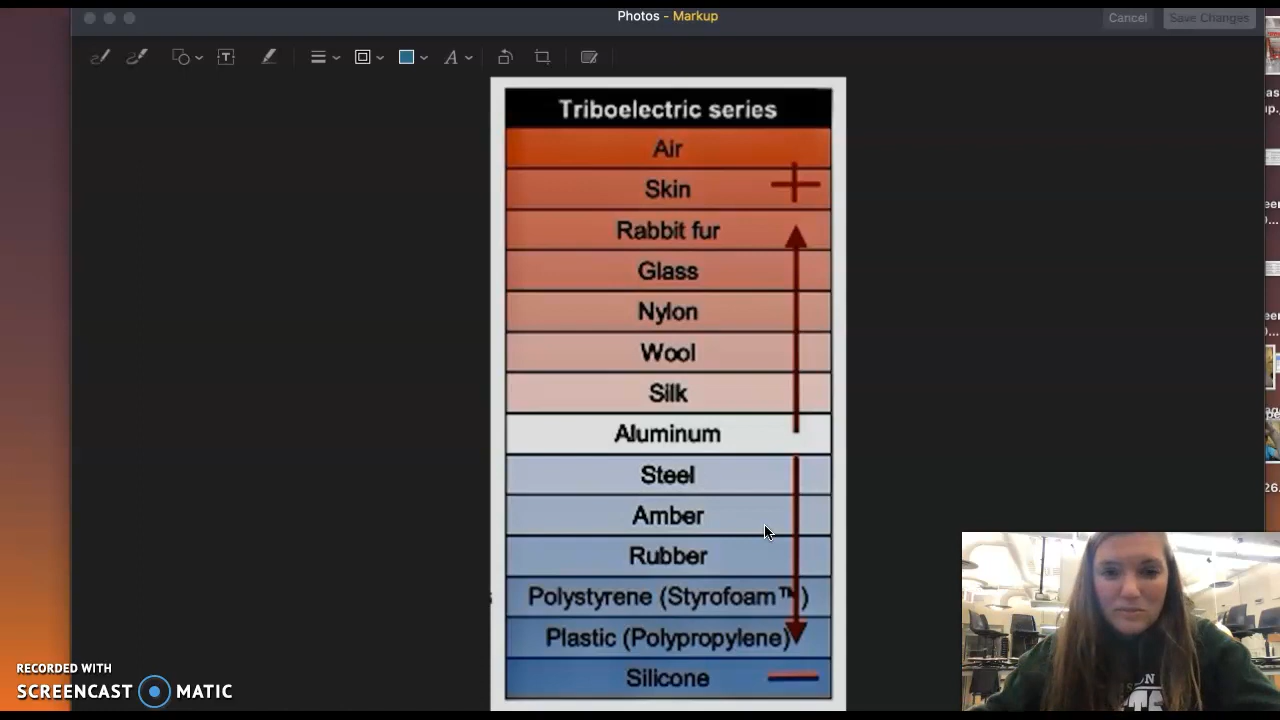 Photos - Markup
Cancel
Save Changes
Triboelectric series
Air
Skin
Rabbit fur
Glass
Nylon
Wool
Silk
Aluminum
Steel
Amber
Rubber
Polystyrene (Styrofoam™)
Plastic (Polypropylene)
Silicone
RECORDED WITH
SCREENCAST MATIC